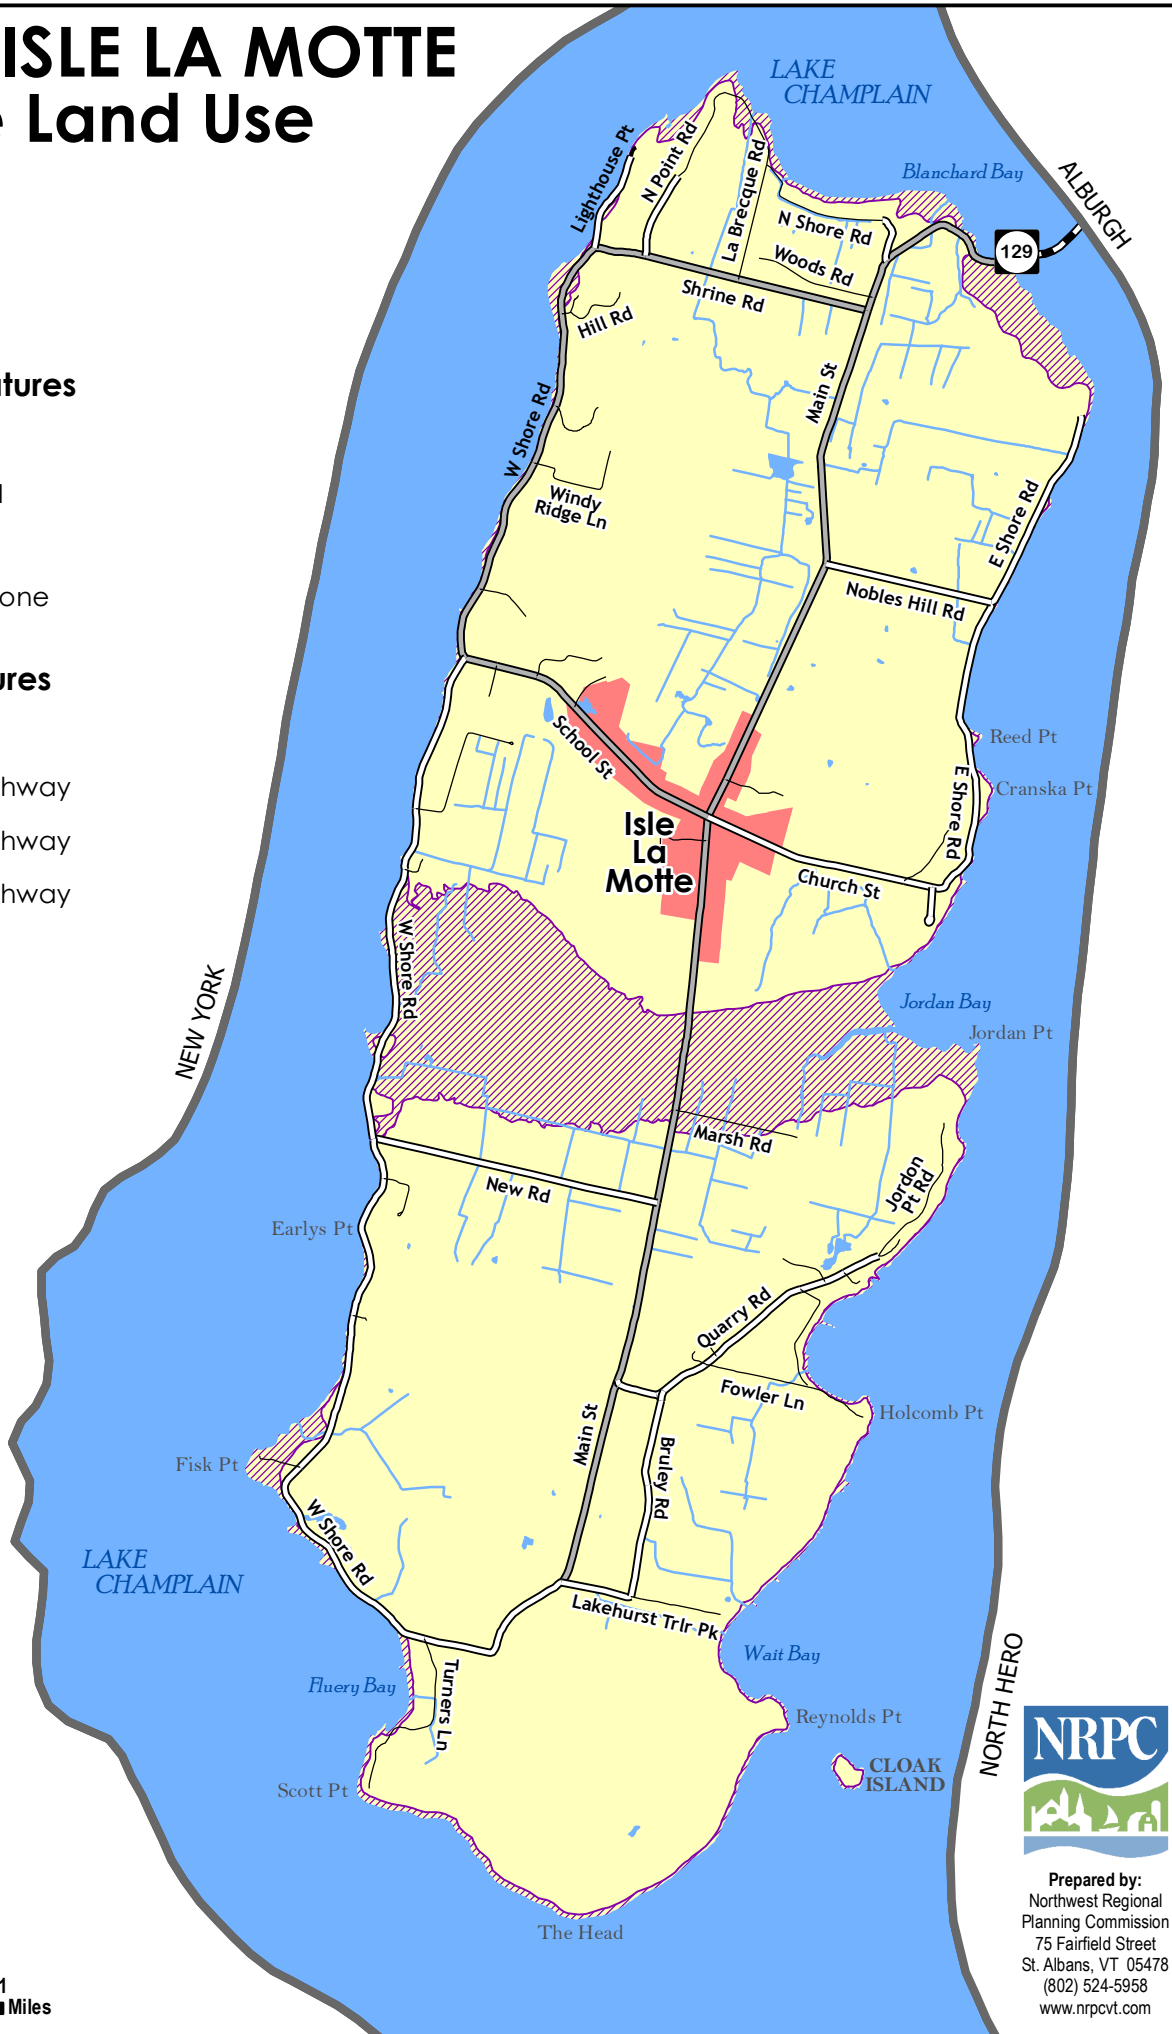 ISLE LA MOTTE
e Land Use
LAKE
CHAMPLAIN
Blanchard Bay
ALBURGH
129
Lighthouse Pt
N Point Rd
La Brecque Rd
N Shore Rd
Woods Rd
Shrine Rd
Hill Rd
Main St
W Shore Rd
Windy
Ridge Ln
E Shore Rd
Nobles Hill Rd
tures
one
ures
hway
hway
hway
School St
Reed Pt
Cranska Pt
E Shore Rd
Isle
La
Motte
Church St
W Shore Rd
NEW YORK
Jordan Bay
Jordan Pt
Marsh Rd
New Rd
Jordon
Pt Rd
Earlys Pt
Quarry Rd
Fowler Ln
Holcomb Pt
Main St
Bruley Rd
Fisk Pt
W Shore Rd
LAKE
CHAMPLAIN
Lakehurst Trlr Pk
Wait Bay
NORTH HERO
Fluery Bay
Turners Ln
Reynolds Pt
CLOAK
ISLAND
Scott Pt
The Head
NRPC
Prepared by:
Northwest Regional
Planning Commission
75 Fairfield Street
St. Albans, VT 05478
(802) 524-5958
www.nrpcvt.com
1
Miles